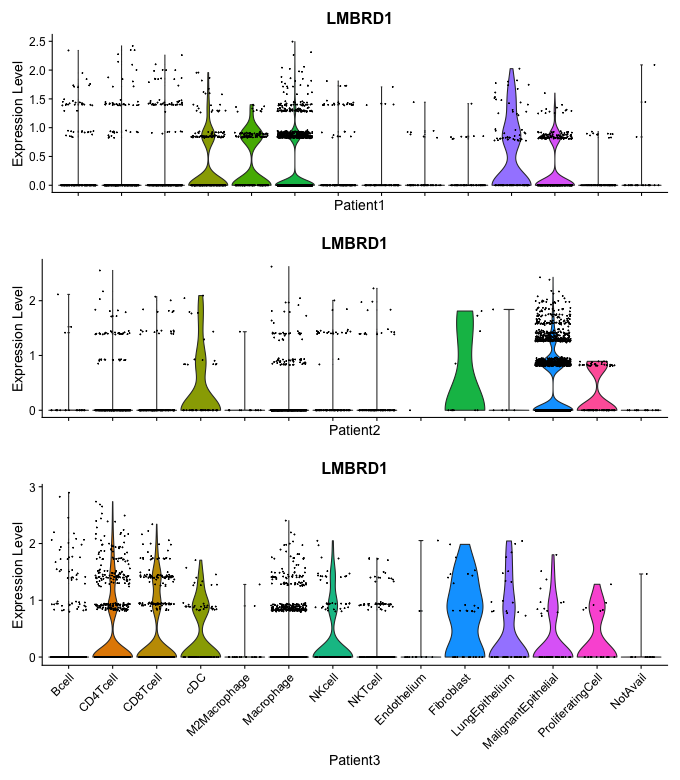 LMBRD1
Expression Level
2.5
2.0
1.5
1.0
0.5
0.0
Patient1
LMBRD1
Expression Level
2
1
0
Patient2
LMBRD1
Expression Level
3
2
1
0
Bcell
CD4Tcell
CD8Tcell
cDC
M2Macrophage
Macrophage
NKcell
NKTcell
Endothelium
Fibroblast
LungEpithelium
MalignantEpithelial
ProliferatingCell
NotAvail
Patient3